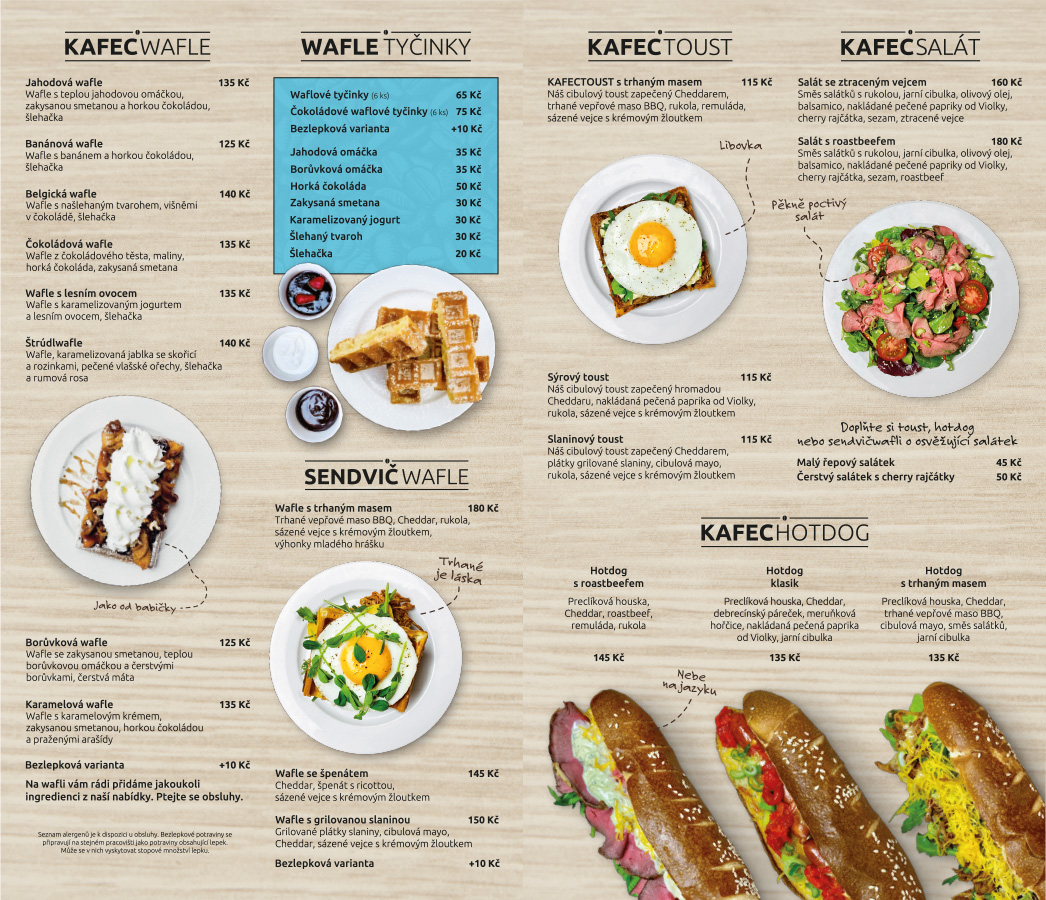 KAFEC WAFLE
Jahodová wafle 135 Kč
Wafle s teplou jahodovou omáčkou,
zakysanou smetanou a horkou čokoládou,
šlehačka
Banánová wafle 125 Kč
Wafle s banánem a horkou čokoládou,
šlehačka
Belgická wafle 140 Kč
Wafle s našlehaným tvarohem, višněmi
v čokoládě, šlehačka
Čokoládová wafle 135 Kč
Wafle z čokoládového těsta, maliny,
horká čokoláda, zakysaná smetana
Wafle s lesním ovocem 135 Kč
Wafle s karamelizovaným jogurtem
a lesním ovocem, šlehačka
Štrúdlwafle 140 Kč
Wafle, karamelizovaná jablka se skořicí
a rozinkami, pečené vlašské ořechy, šlehačka
a rumová rosa
Jako od babičky
Borůvková wafle 125 Kč
Wafle se zakysanou smetanou, teplou
borůvkovou omáčkou a čerstvými
borůvkami, čerstvá máta
Karamelová wafle 135 Kč
Wafle s karamelovým krémem,
zakysanou smetanou, horkou čokoládou
a praženými arašídy
Bezlepková varianta +10 Kč
Na wafli vám rádi přidáme jakoukoli
ingredienci z naší nabídky. Ptejte se obsluhy.
Seznam alergenů je k dispozici u obsluhy. Bezlepkové potraviny se
připravují na stejném pracovišti jako potraviny obsahující lepek.
Může se v nich vyskytovat stopové množství lepku.
WAFLE TYČINKY
Waflové tyčinky (6 ks) 65 Kč
Čokoládové waflové tyčinky (6 ks) 75 Kč
Bezlepková varianta +10 Kč
Jahodová omáčka 35 Kč
Borůvková omáčka 35 Kč
Horká čokoláda 50 Kč
Zakysaná smetana 30 Kč
Karamelizovaný jogurt 30 Kč
Šlehaný tvaroh 30 Kč
Šlehačka 20 Kč
SENDVIČ WAFLE
Wafle s trhaným masem 180 Kč
Trhané vepřové maso BBQ, Cheddar, rukola,
sázené vejce s krémovým žloutkem,
výhonky mladého hrášku
Trhané
je láska
Wafle se špenátem 145 Kč
Cheddar, špenát s ricottou,
sázené vejce s krémovým žloutkem
Wafle s grilovanou slaninou 150 Kč
Grilované plátky slaniny, cibulová mayo,
Cheddar, sázené vejce s krémovým žloutkem
Bezlepková varianta +10 Kč
KAFEC TOUST
KAFECTOUST s trhaným masem 115 Kč
Náš cibulový toust zapečený Cheddarem,
trhané vepřové maso BBQ, rukola, remuláda,
sázené vejce s krémovým žloutkem
Libovka
Sýrový toust 115 Kč
Náš cibulový toust zapečený hromadou
Cheddaru, nakládaná pečená paprika od Violky,
rukola, sázené vejce s krémovým žloutkem
Slaninový toust 115 Kč
Náš cibulový toust zapečený Cheddarem,
plátky grilované slaniny, cibulová mayo,
rukola, sázené vejce s krémovým žloutkem
KAFEC SALÁT
Salát se ztraceným vejcem 160 Kč
Směs salátků s rukolou, jarní cibulka, olivový olej,
balsamico, nakládané pečené papriky od Violky,
cherry rajčátka, sezam, ztracené vejce
Salát s roastbeefem 180 Kč
Směs salátků s rukolou, jarní cibulka, olivový olej,
balsamico, nakládané pečené papriky od Violky,
cherry rajčátka, sezam, roastbeef
Pěkně poctivý
salát
Doplňte si toust, hotdog
nebo sendvičwafli o osvěžující salátek
Malý řepový salátek 45 Kč
Čerstvý salátek s cherry rajčátky 50 Kč
KAFEC HOTDOG
Hotdog
s roastbeefem
Preclíková houska,
Cheddar, roastbeef,
remuláda, rukola
145 Kč
Hotdog
klasik
Preclíková houska, Cheddar,
debrecínský páreček, meruňková
hořčice, nakládaná pečená paprika
od Violky, jarní cibulka
135 Kč
Hotdog
s trhaným masem
Preclíková houska, Cheddar,
trhané vepřové maso BBQ,
cibulová mayo, směs salátků,
jarní cibulka
135 Kč
Nebe
na jazyku